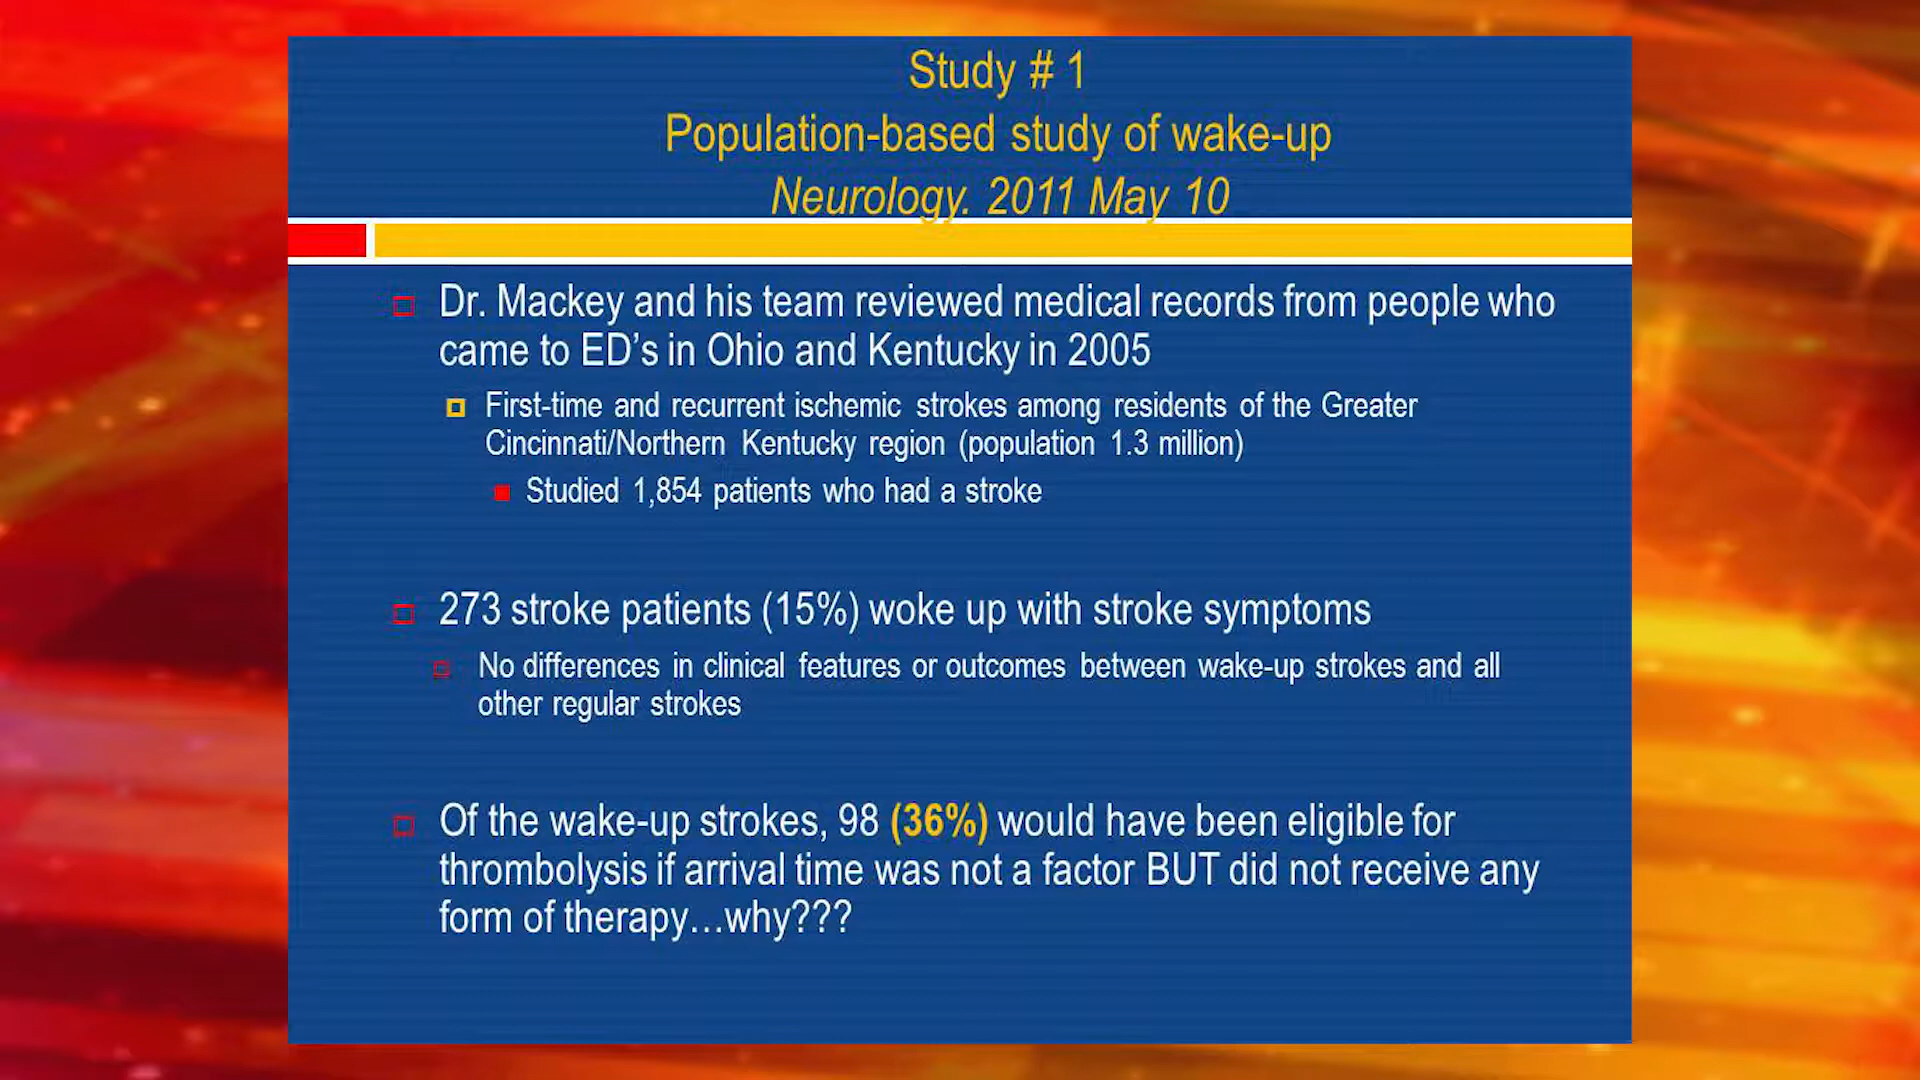 Study # 1
Population-based study of wake-up
Neurology. 2011 May 10
Dr. Mackey and his team reviewed medical records from people who
came to ED's in Ohio and Kentucky in 2005
First-time and recurrent ischemic strokes among residents of the Greater
Cincinnati/Northern Kentucky region (population 1.3 million)
Studied 1,854 patients who had a stroke
273 stroke patients (15%) woke up with stroke symptoms
No differences in clinical features or outcomes between wake-up strokes and all
other regular strokes
Of the wake-up strokes, 98 (36%) would have been eligible for
thrombolysis if arrival time was not a factor BUT did not receive any
form of therapy…why???